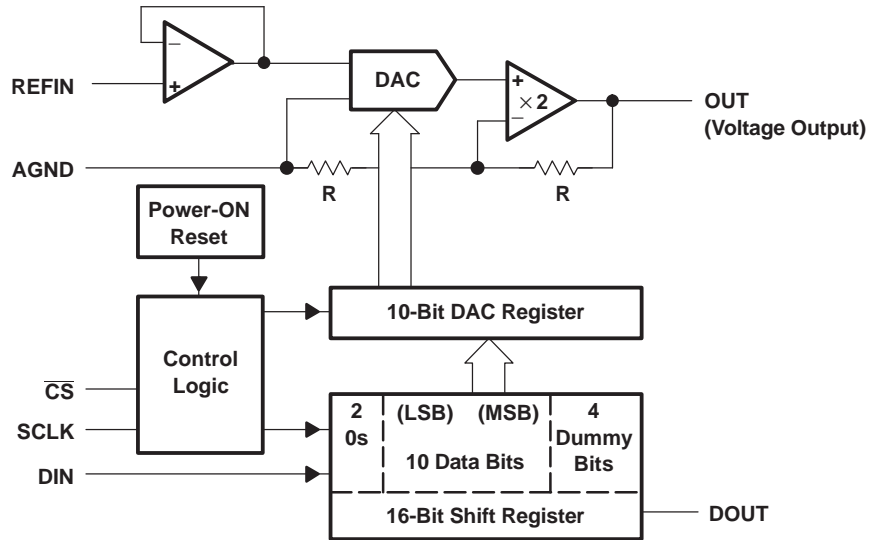 −
+
REFIN
DAC
+
× 2
−
OUT
(Voltage Output)
AGND
R
R
Power-ON
Reset
10-Bit DAC Register
Control
Logic
CS
SCLK
DIN
2
0s
(LSB) (MSB)
10 Data Bits
4
Dummy
Bits
16-Bit Shift Register
DOUT